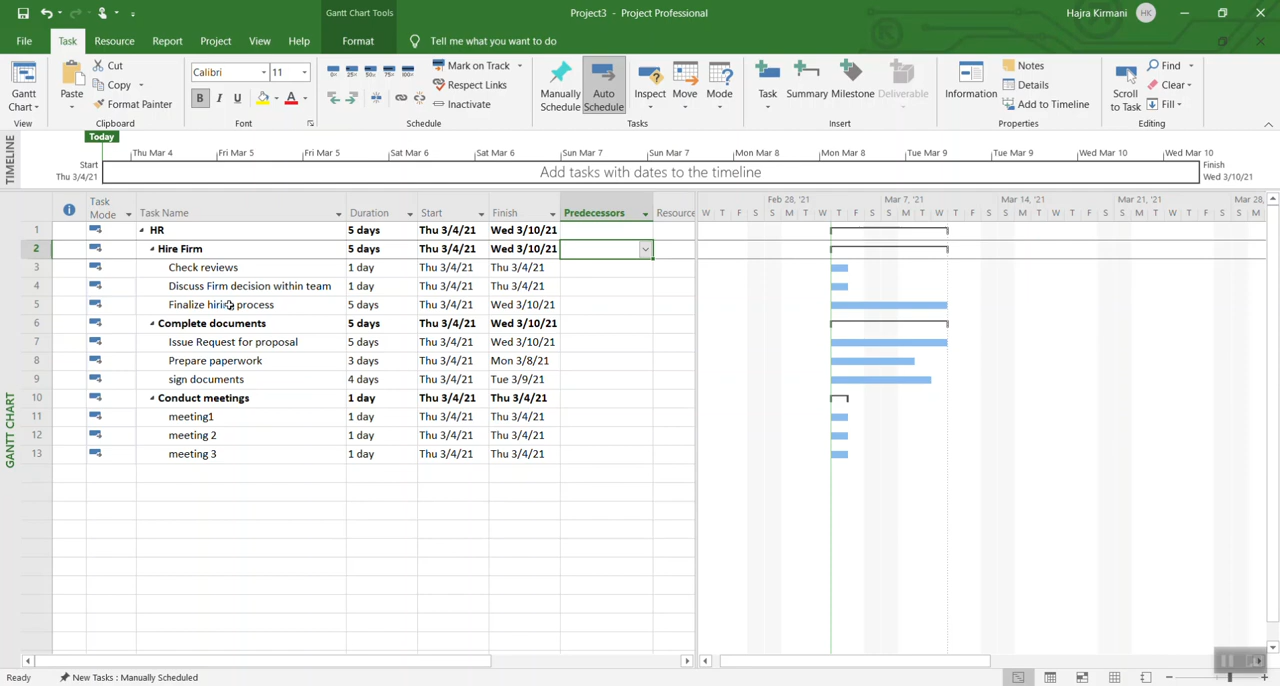 Gantt Chart Tools
Project3 - Project Professional
Hajra Kirmani HK
File Task Resource Report Project View Help Format Tell me what you want to do
Gantt Chart
View
Paste
Cut
Copy
Format Painter
Clipboard
Calibri 11
B I U A
Font
0% 25% 50% 75% 100%
Mark on Track
Respect Links
Inactivate
Schedule
Manually Schedule
Auto Schedule
Inspect
Move
Mode
Tasks
Task
Summary
Milestone
Deliverable
Insert
Information
Notes
Details
Add to Timeline
Properties
Scroll to Task
Find
Clear
Fill
Editing
TIMELINE
Today
Thu Mar 4 Fri Mar 5 Fri Mar 5 Sat Mar 6 Sat Mar 6 Sun Mar 7 Sun Mar 7 Mon Mar 8 Mon Mar 8 Tue Mar 9 Tue Mar 9 Wed Mar 10 Wed Mar 10
Start
Thu 3/4/21
Add tasks with dates to the timeline
Finish
Wed 3/10/21
GANTT CHART
Task Mode Task Name Duration Start Finish Predecessors Resource
Feb 28, '21 Mar 7, '21 Mar 14, '21 Mar 21, '21 Mar 28,
W T F S S M T W T F S S M T W T F S S M T W T F S S M T W T F S S M
1 HR 5 days Thu 3/4/21 Wed 3/10/21
2 Hire Firm 5 days Thu 3/4/21 Wed 3/10/21
3 Check reviews 1 day Thu 3/4/21 Thu 3/4/21
4 Discuss Firm decision within team 1 day Thu 3/4/21 Thu 3/4/21
5 Finalize hiring process 5 days Thu 3/4/21 Wed 3/10/21
6 Complete documents 5 days Thu 3/4/21 Wed 3/10/21
7 Issue Request for proposal 5 days Thu 3/4/21 Wed 3/10/21
8 Prepare paperwork 3 days Thu 3/4/21 Mon 3/8/21
9 sign documents 4 days Thu 3/4/21 Tue 3/9/21
10 Conduct meetings 1 day Thu 3/4/21 Thu 3/4/21
11 meeting1 1 day Thu 3/4/21 Thu 3/4/21
12 meeting 2 1 day Thu 3/4/21 Thu 3/4/21
13 meeting 3 1 day Thu 3/4/21 Thu 3/4/21
Ready New Tasks : Manually Scheduled